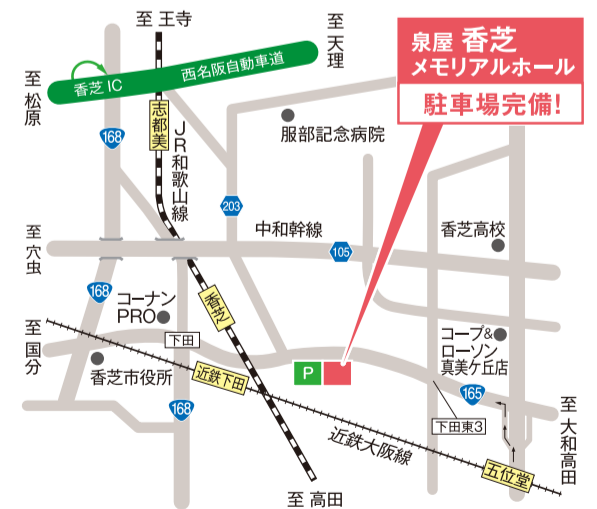 至 王寺
至 天理
泉屋 香芝
メモリアルホール
駐車場完備!
西名阪自動車道
香芝 IC
至 松原
168
志都美
JR和歌山線
服部記念病院
203
中和幹線
105
香芝高校
至 穴虫
168
コーナン
PRO
香芝
下田
至 国分
コープ&
ローソン
真美ケ丘店
香芝市役所
近鉄下田
P
165
168
下田東3
至 大和高田
近鉄大阪線
五位堂
至 高田